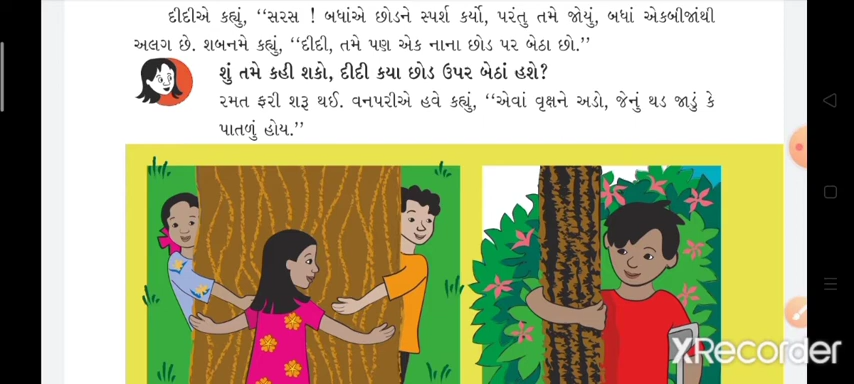 દીદીએ કહ્યું, “સરસ ! બધાંએ છોડને સ્પર્શ કર્યો, પરંતુ તમે જોયું, બધાં એકબીજાંથી
અલગ છે. શબનમે કહ્યું, “દીદી, તમે પણ એક નાના છોડ પર બેઠા છો.”
શું તમે કહી શકો, દીદી કયા છોડ ઉપર બેઠાં હશે?
રમત ફરી શરૂ થઈ. વનપરીએ હવે કહ્યું, “એવાં વૃક્ષને અડો, જેનું થડ જાડું કે
પાતળું હોય.”
XRecorder